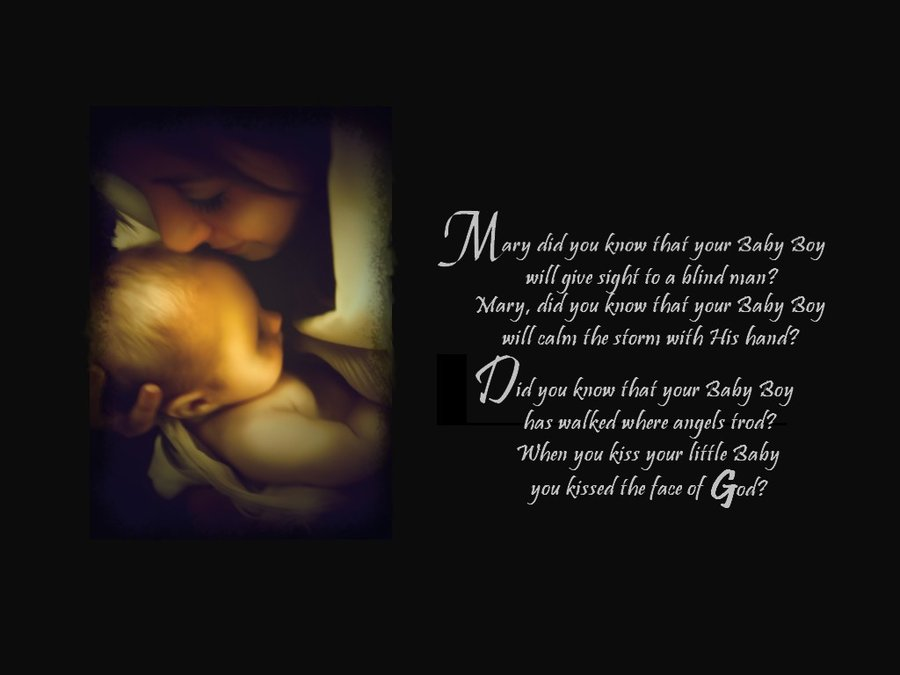 Mary did you know that your Baby Boy
will give sight to a blind man?
Mary, did you know that your Baby Boy
will calm the storm with His hand?
Did you know that your Baby Boy
has walked where angels trod?
When you kiss your little Baby
you kissed the face of God?